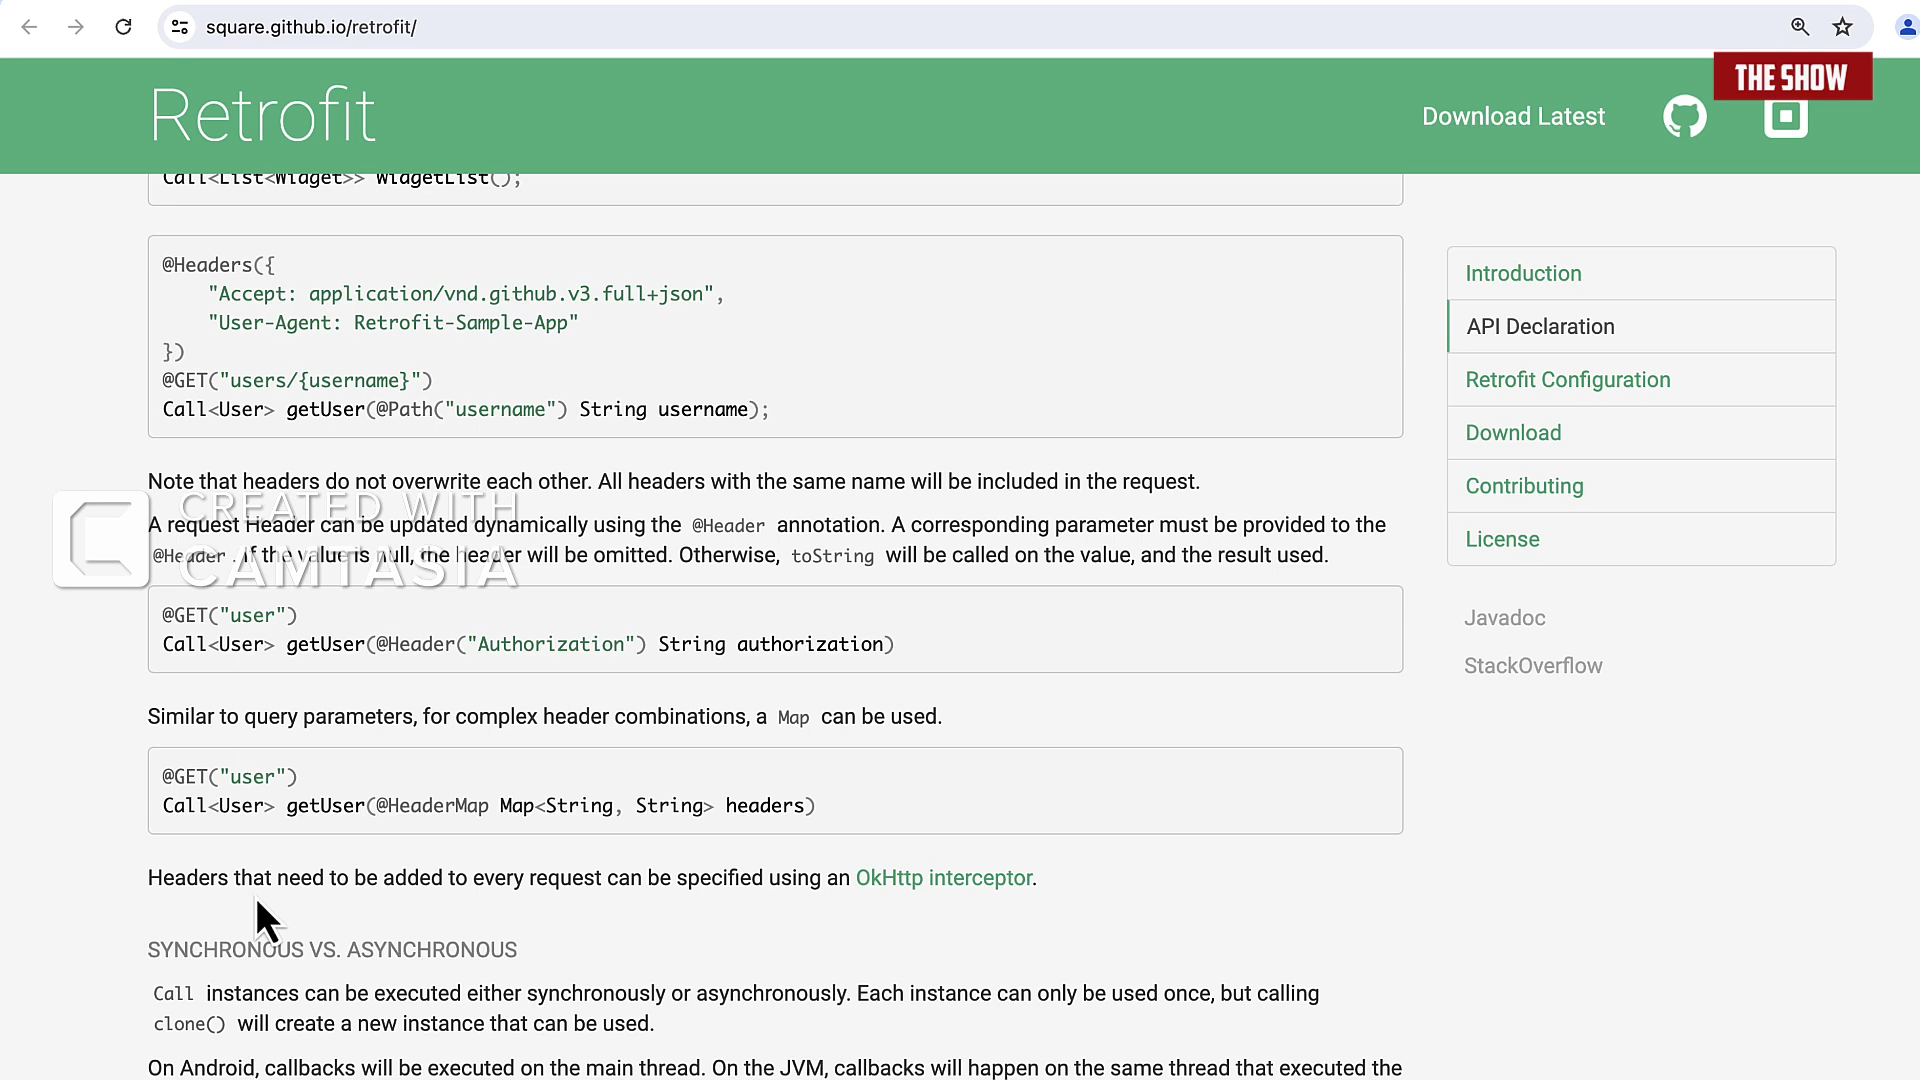 square.github.io/retrofit/
THE SHOW
Retrofit
Download Latest
Call<List<Widget>> widgetList();
@Headers({
"Accept: application/vnd.github.v3.full+json",
"User-Agent: Retrofit-Sample-App"
})
@GET("users/{username}")
Call<User> getUser(@Path("username") String username);
Note that headers do not overwrite each other. All headers with the same name will be included in the request.
A request Header can be updated dynamically using the @Header annotation. A corresponding parameter must be provided to the
@Header . If the value is null, the header will be omitted. Otherwise, toString will be called on the value, and the result used.
CREATED WITH
CAMTASIA
@GET("user")
Call<User> getUser(@Header("Authorization") String authorization)
Similar to query parameters, for complex header combinations, a Map can be used.
@GET("user")
Call<User> getUser(@HeaderMap Map<String, String> headers)
Headers that need to be added to every request can be specified using an OkHttp interceptor.
SYNCHRONOUS VS. ASYNCHRONOUS
Call instances can be executed either synchronously or asynchronously. Each instance can only be used once, but calling
clone() will create a new instance that can be used.
On Android, callbacks will be executed on the main thread. On the JVM, callbacks will happen on the same thread that executed the
Introduction
API Declaration
Retrofit Configuration
Download
Contributing
License
Javadoc
StackOverflow